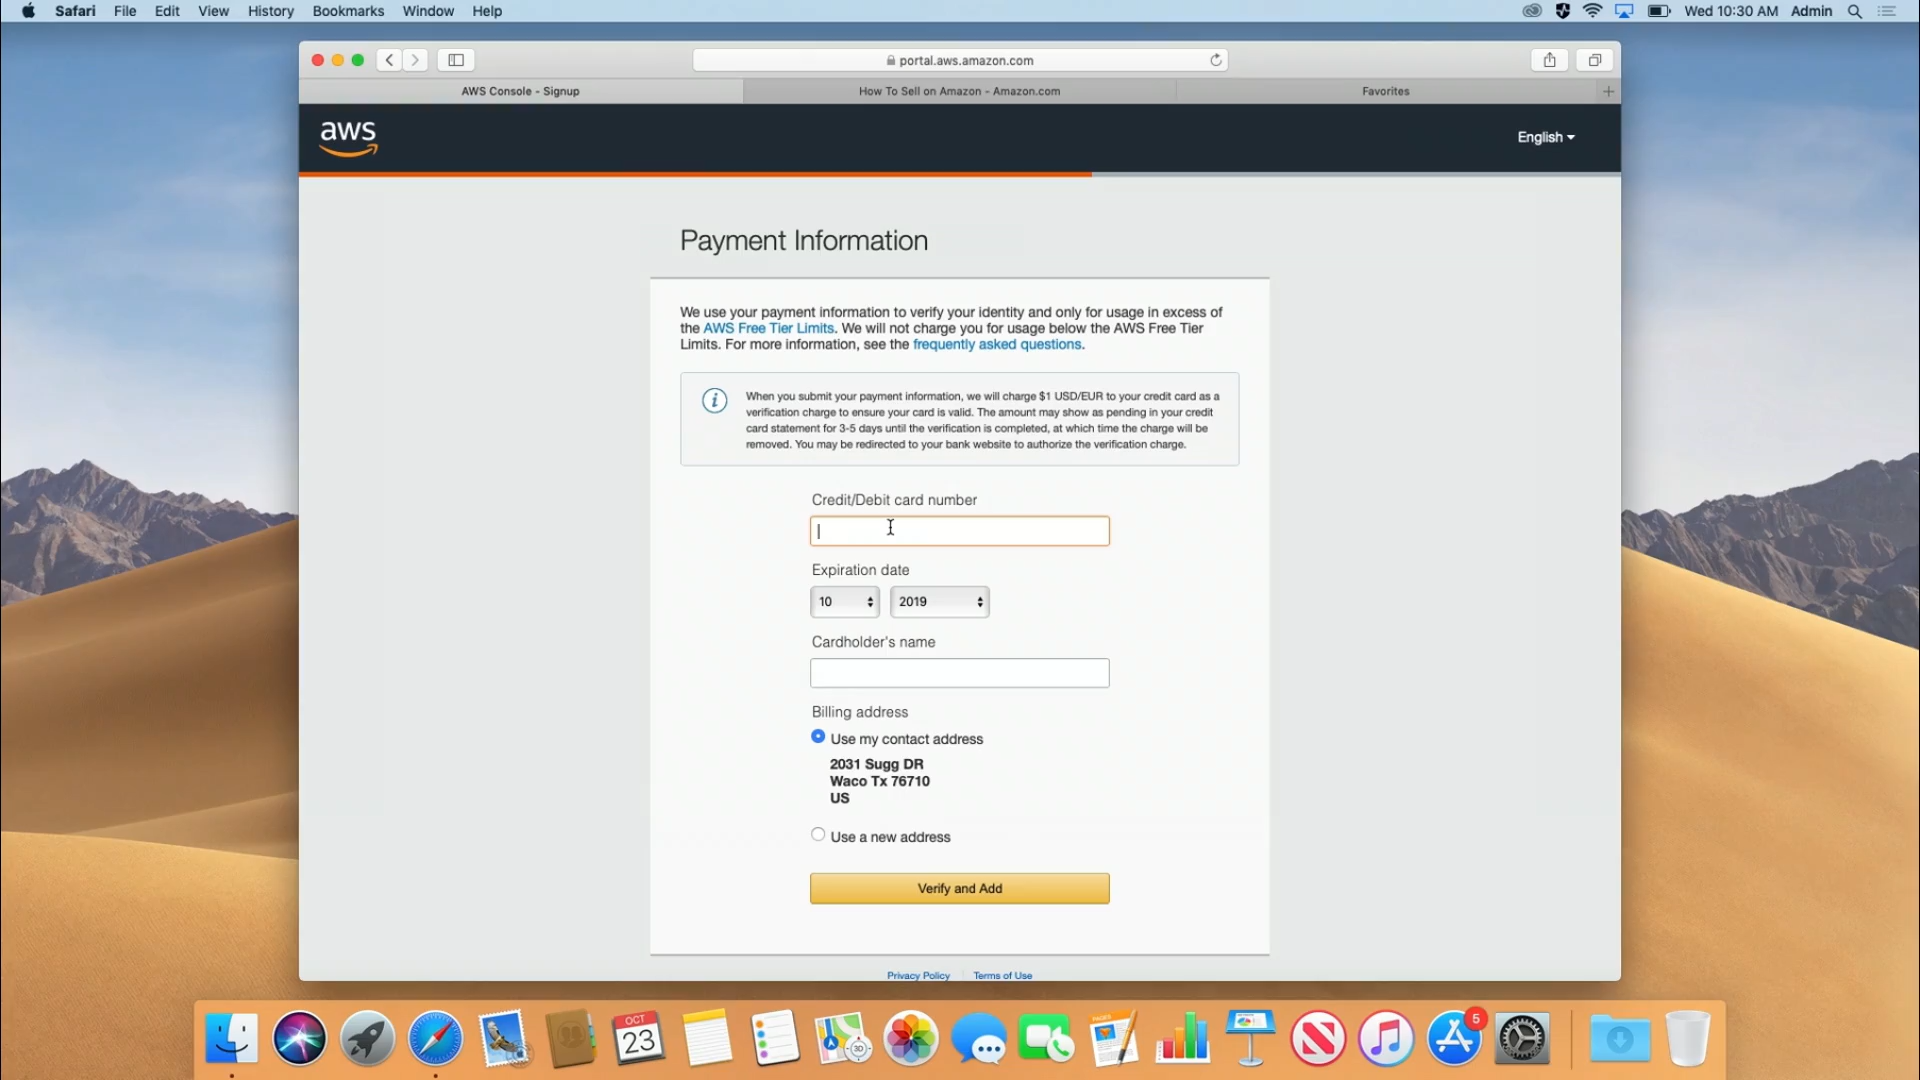 Safari File Edit View History Bookmarks Window Help
Wed 10:30 AM Admin
portal.aws.amazon.com
AWS Console - Signup
How To Sell on Amazon - Amazon.com
Favorites
aws
English
Payment Information
We use your payment information to verify your identity and only for usage in excess of
the AWS Free Tier Limits. We will not charge you for usage below the AWS Free Tier
Limits. For more information, see the frequently asked questions.
i
When you submit your payment information, we will charge $1 USD/EUR to your credit card as a
verification charge to ensure your card is valid. The amount may show as pending in your credit
card statement for 3-5 days until the verification is completed, at which time the charge will be
removed. You may be redirected to your bank website to authorize the verification charge.
Credit/Debit card number
Expiration date
10 2019
Cardholder's name
Billing address
Use my contact address
2031 Sugg DR
Waco Tx 76710
US
Use a new address
Verify and Add
Privacy Policy Terms of Use
OCT
23
PAGES
5